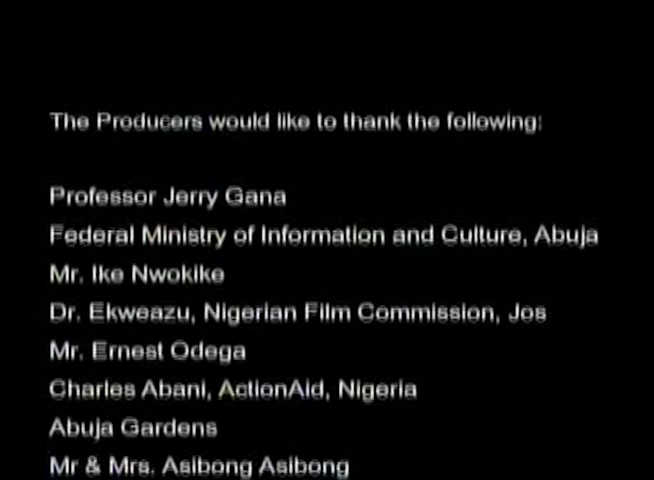 The Producers would like to thank the following:
Professor Jerry Gana
Federal Ministry of Information and Culture, Abuja
Mr. Ike Nwokike
Dr. Ekweazu, Nigerian Film Commission, Jos
Mr. Ernest Odega
Charles Abani, ActionAid, Nigeria
Abuja Gardens
Mr & Mrs. Asibong Asibong